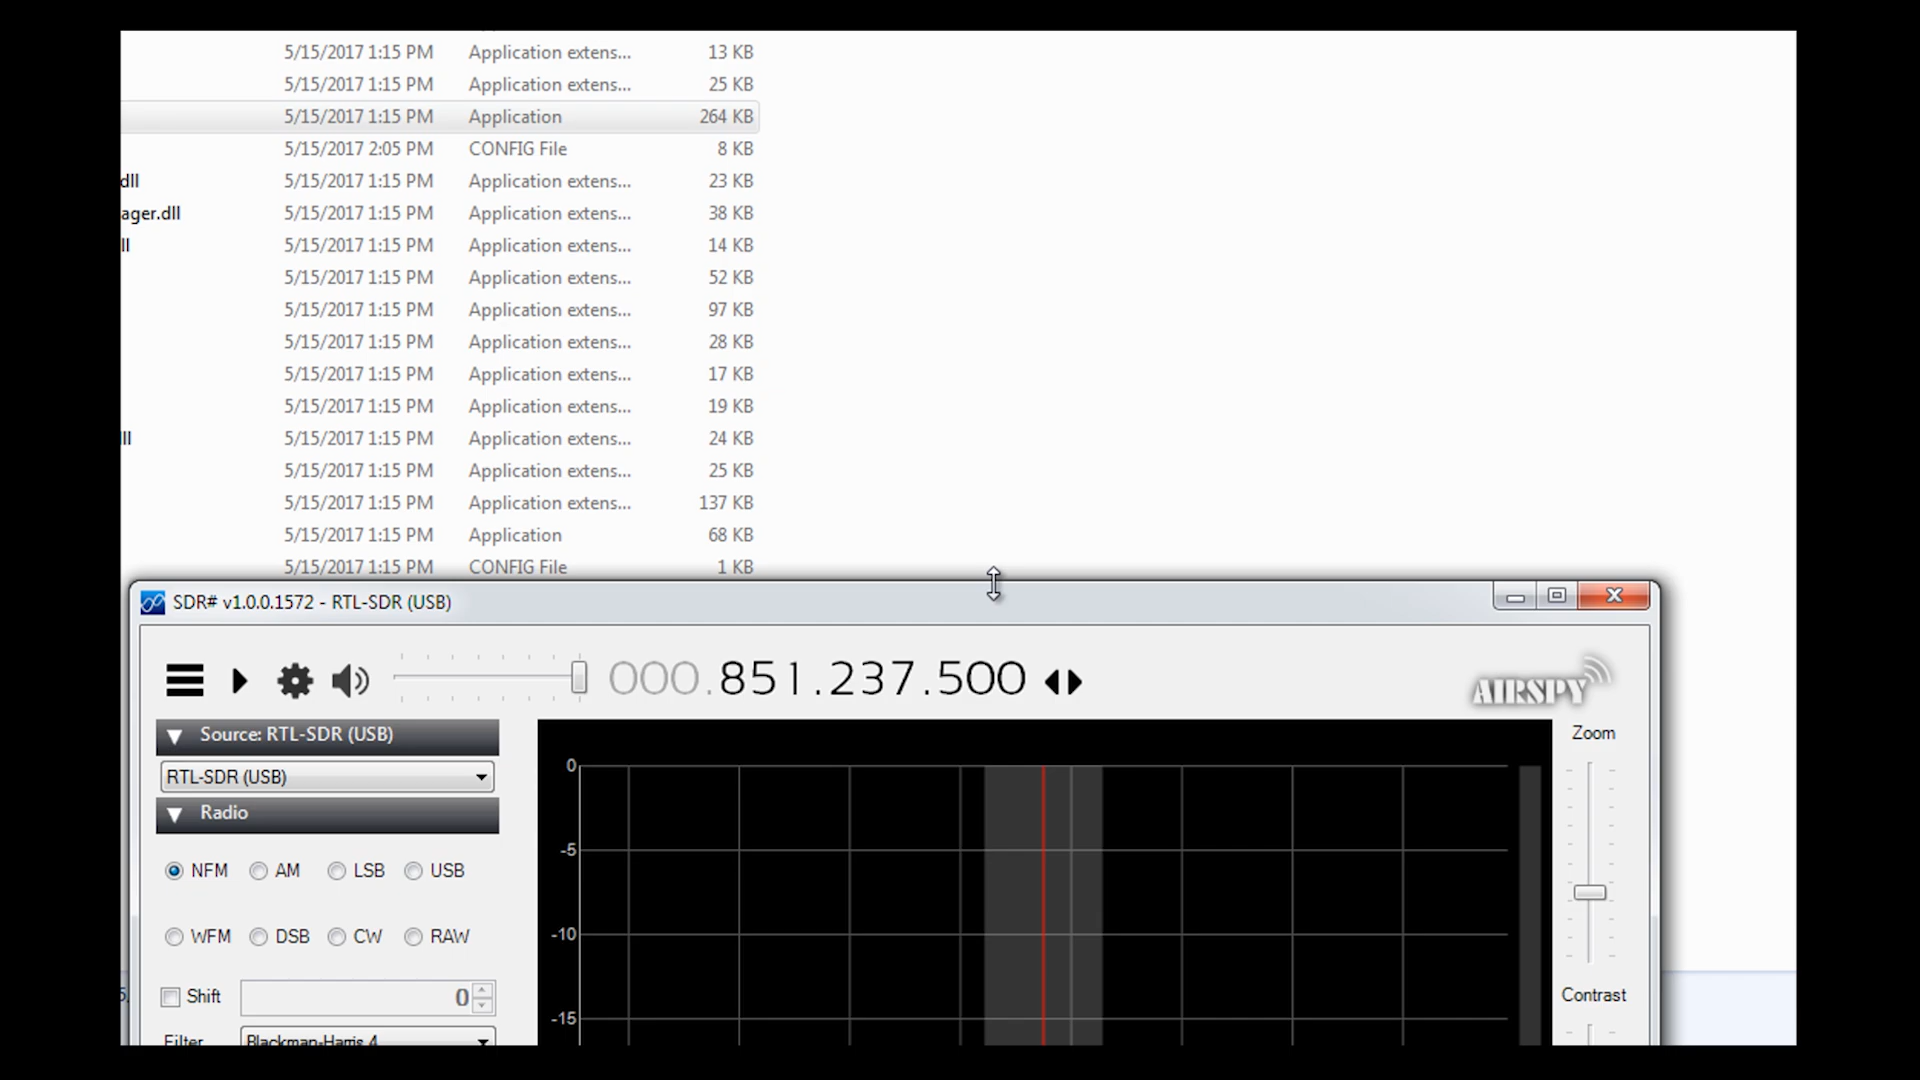 5/15/2017 1:15 PM Application extens... 13 KB
5/15/2017 1:15 PM Application extens... 25 KB
5/15/2017 1:15 PM Application 264 KB
5/15/2017 2:05 PM CONFIG File 8 KB
dll 5/15/2017 1:15 PM Application extens... 23 KB
ager.dll 5/15/2017 1:15 PM Application extens... 38 KB
ll 5/15/2017 1:15 PM Application extens... 14 KB
5/15/2017 1:15 PM Application extens... 52 KB
5/15/2017 1:15 PM Application extens... 97 KB
5/15/2017 1:15 PM Application extens... 28 KB
5/15/2017 1:15 PM Application extens... 17 KB
5/15/2017 1:15 PM Application extens... 19 KB
ll 5/15/2017 1:15 PM Application extens... 24 KB
5/15/2017 1:15 PM Application extens... 25 KB
5/15/2017 1:15 PM Application extens... 137 KB
5/15/2017 1:15 PM Application 68 KB
5/15/2017 1:15 PM CONFIG File 1 KB
SDR# v1.0.0.1572 - RTL-SDR (USB)
000.851.237.500
AIRSPY
Source: RTL-SDR (USB)
RTL-SDR (USB)
Radio
NFM AM LSB USB
WFM DSB CW RAW
Shift 0
Filter Blackman-Harris 4
0
-5
-10
-15
Zoom
Contrast